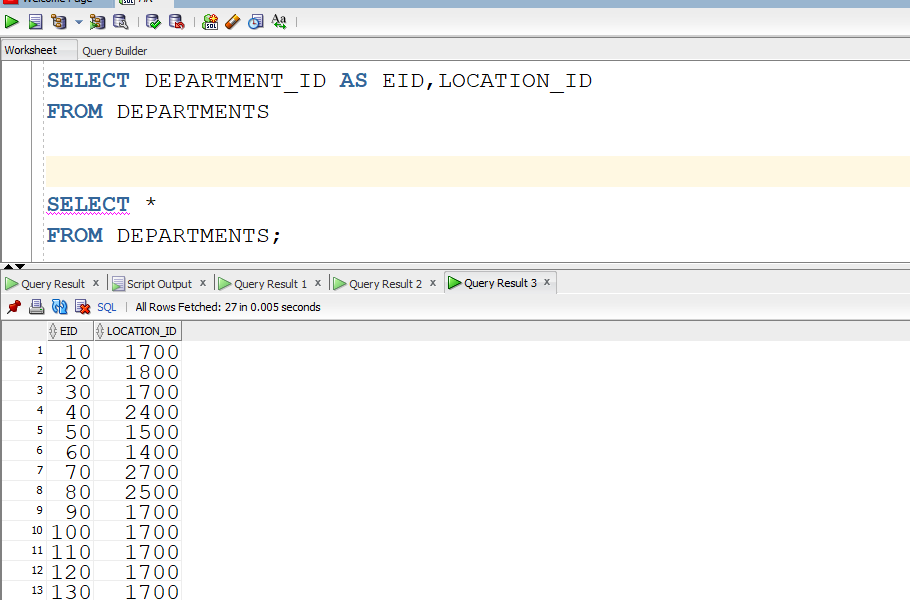 Welcome Page
Worksheet Query Builder
SELECT DEPARTMENT_ID AS EID,LOCATION_ID
FROM DEPARTMENTS
SELECT *
FROM DEPARTMENTS;
Query Result x Script Output x Query Result 1 x Query Result 2 x Query Result 3 x
SQL | All Rows Fetched: 27 in 0.005 seconds
EID LOCATION_ID
1 10 1700
2 20 1800
3 30 1700
4 40 2400
5 50 1500
6 60 1400
7 70 2700
8 80 2500
9 90 1700
10 100 1700
11 110 1700
12 120 1700
13 130 1700